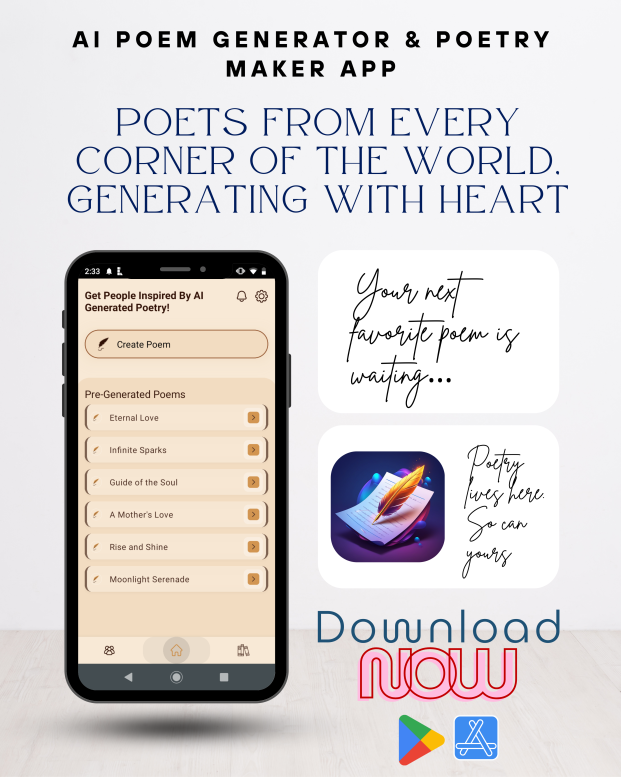 AI POEM GENERATOR & POETRY
MAKER APP
POETS FROM EVERY
CORNER OF THE WORLD.
GENERATING WITH HEART
2:33
Get People Inspired By AI
Generated Poetry!
Create Poem
Pre-Generated Poems
Eternal Love
Infinite Sparks
Guide of the Soul
A Mother's Love
Rise and Shine
Moonlight Serenade
Your next
favorite poem is
waiting...
Poetry
lives here.
So can
yours
Download
NOW